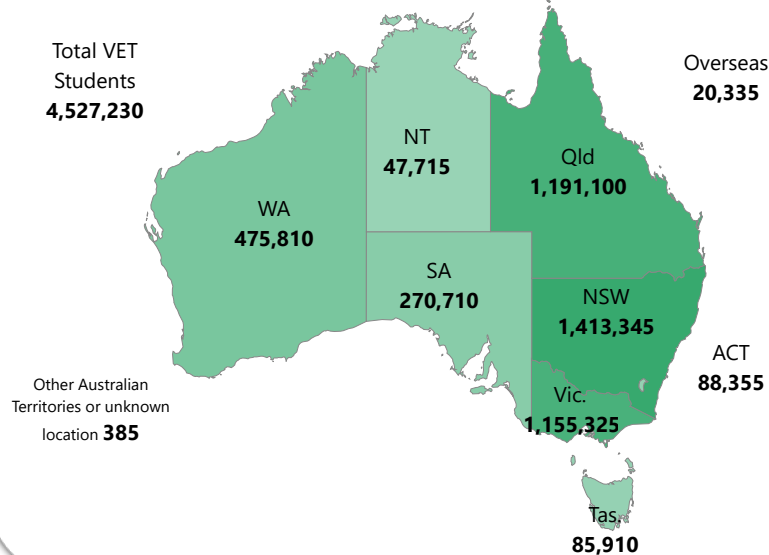 Total VET
Students
4,527,230
Overseas
20,335
NT
47,715
Qld
1,191,100
WA
475,810
SA
270,710
NSW
1,413,345
ACT
88,355
Other Australian
Territories or unknown
location 385
Vic.
1,155,325
Tas.
85,910